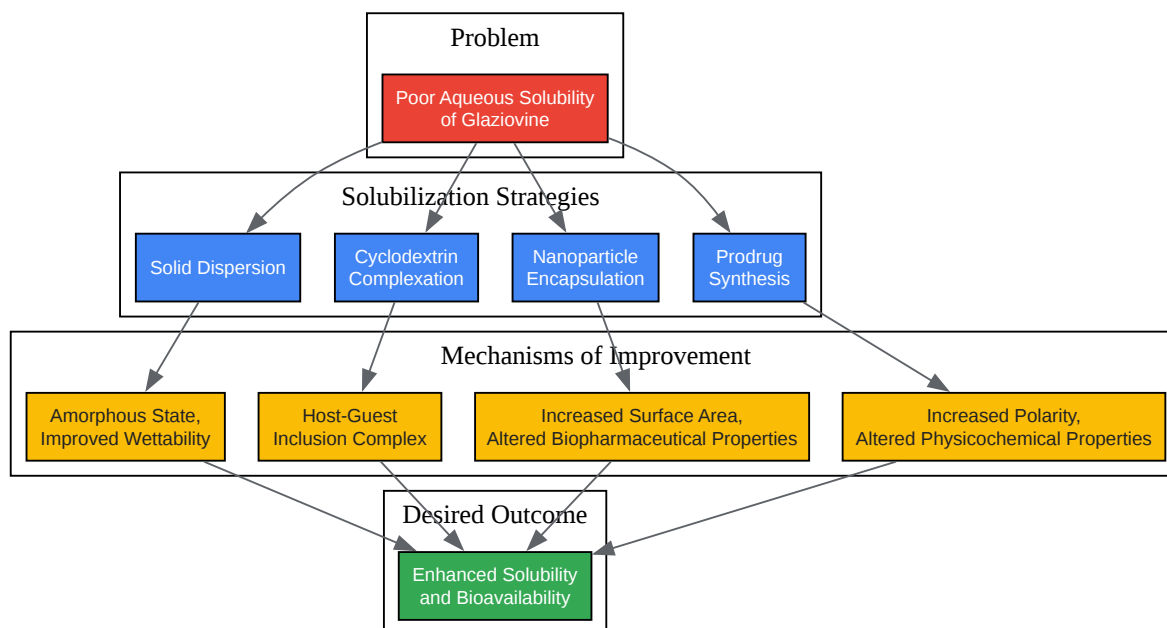 Problem
Poor Aqueous Solubility
of Glaziovine
Solubilization Strategies
Solid Dispersion
Cyclodextrin
Complexation
Nanoparticle
Encapsulation
Prodrug
Synthesis
Mechanisms of Improvement
Amorphous State,
Improved Wettability
Host-Guest
Inclusion Complex
Increased Surface Area,
Altered Biopharmaceutical Properties
Increased Polarity,
Altered Physicochemical Properties
Desired Outcome
Enhanced Solubility
and Bioavailability